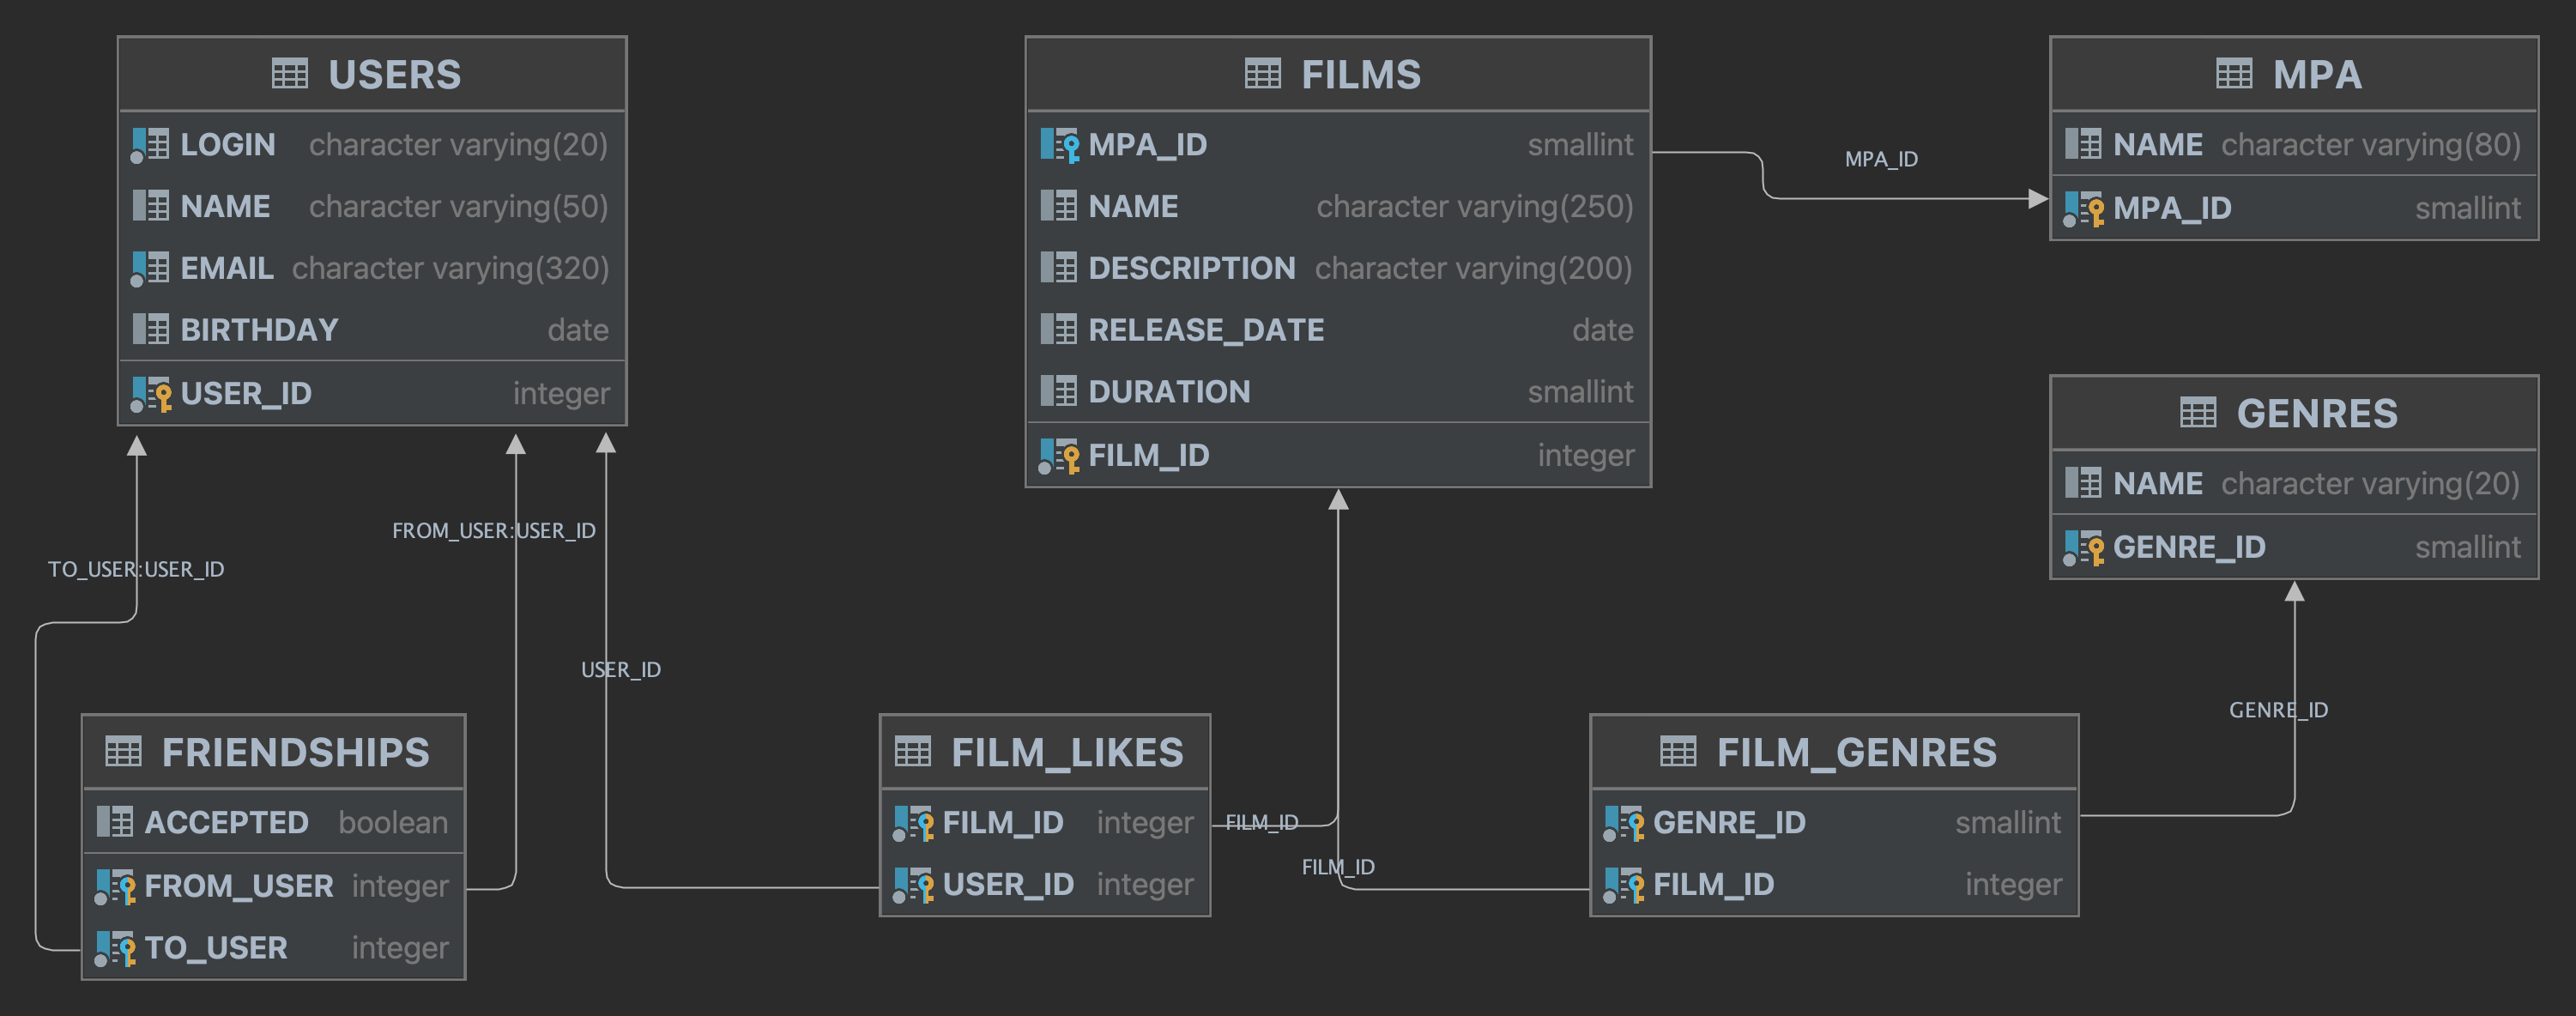 USERS
LOGIN character varying(20)
NAME character varying(50)
EMAIL character varying(320)
BIRTHDAY date
USER_ID integer
FILMS
MPA_ID smallint
NAME character varying(250)
DESCRIPTION character varying(200)
RELEASE_DATE date
DURATION smallint
FILM_ID integer
MPA_ID
MPA
NAME character varying(80)
MPA_ID smallint
GENRES
NAME character varying(20)
GENRE_ID smallint
FROM_USER:USER_ID
TO_USER:USER_ID
USER_ID
GENRE_ID
FRIENDSHIPS
ACCEPTED boolean
FROM_USER integer
TO_USER integer
FILM_LIKES
FILM_ID integer
USER_ID integer
FILM_ID
FILM_ID
FILM_GENRES
GENRE_ID smallint
FILM_ID integer